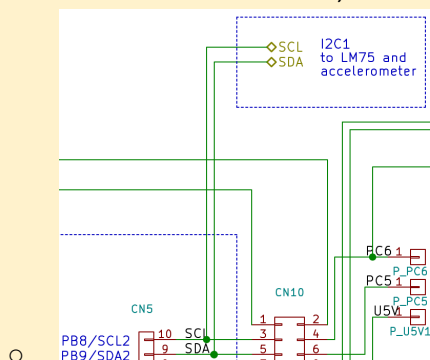 SCL
SDA
I2C1
to LM75 and
accelerometer
PC6 1
P_PC6
PC5 1
P_PC5
U5V 1
P_U5V1
CN10
1 2
3 4
5 6
CN5
PB8/SCL2 10 SCL
PB9/SDA2 9 SDA